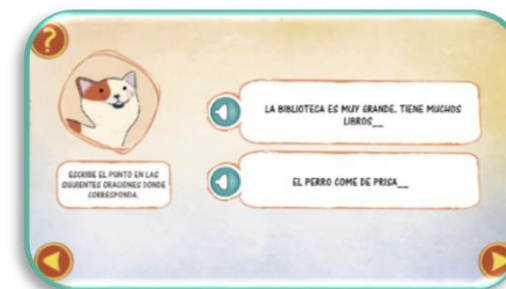 ?
LA BIBLIOTECA ES MUY GRANDE. TIENE MUCHOS
LIBROS__
ESCRIBE EL PUNTO EN LAS
SIGUIENTES ORACIONES DONDE
CORRESPONDA.
EL PERRO COME DE PRISA__